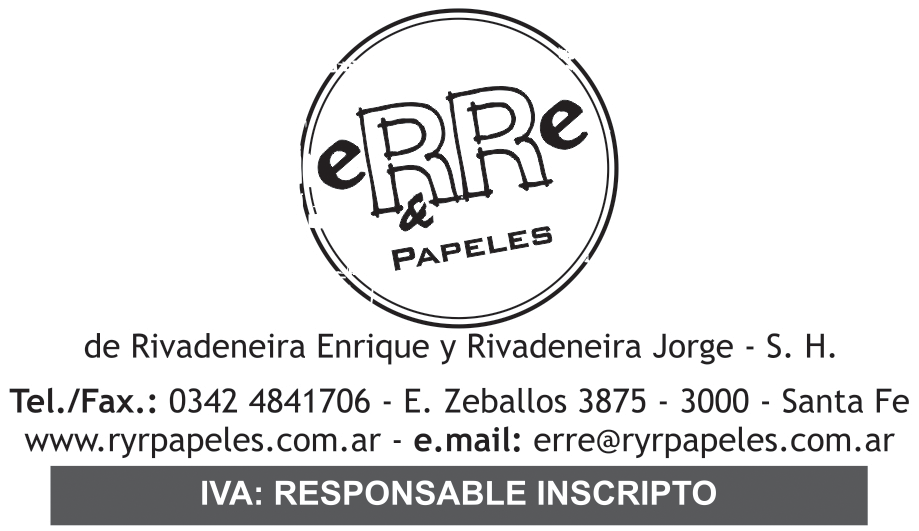 eRRe
&
PAPELES
de Rivadeneira Enrique y Rivadeneira Jorge - S. H.
Tel./Fax.: 0342 4841706 - E. Zeballos 3875 - 3000 - Santa Fe
www.ryrpapeles.com.ar - e.mail: erre@ryrpapeles.com.ar
IVA: RESPONSABLE INSCRIPTO